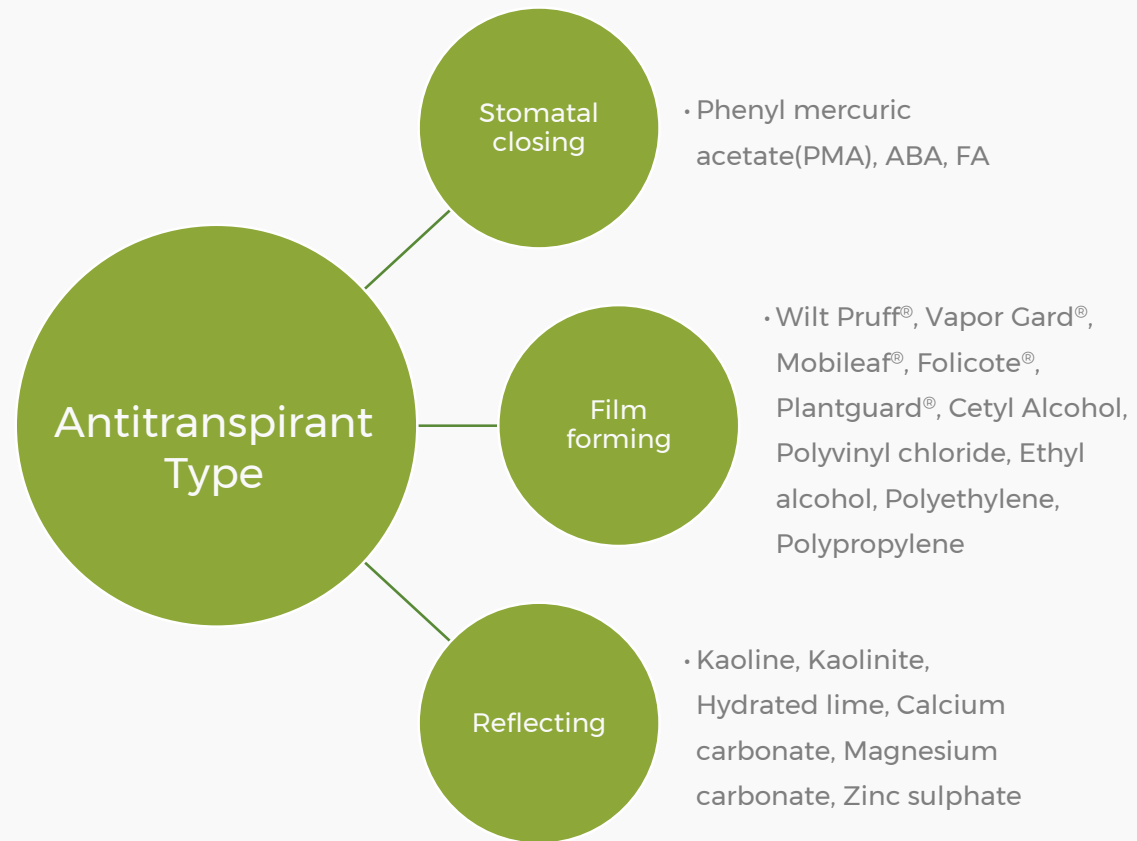 Antitranspirant
Type
Stomatal
closing
• Phenyl mercuric
acetate(PMA), ABA, FA
Film
forming
• Wilt Pruff®, Vapor Gard®,
Mobileaf®, Folicote®,
Plantguard®, Cetyl Alcohol,
Polyvinyl chloride, Ethyl
alcohol, Polyethylene,
Polypropylene
Reflecting
• Kaoline, Kaolinite,
Hydrated lime, Calcium
carbonate, Magnesium
carbonate, Zinc sulphate